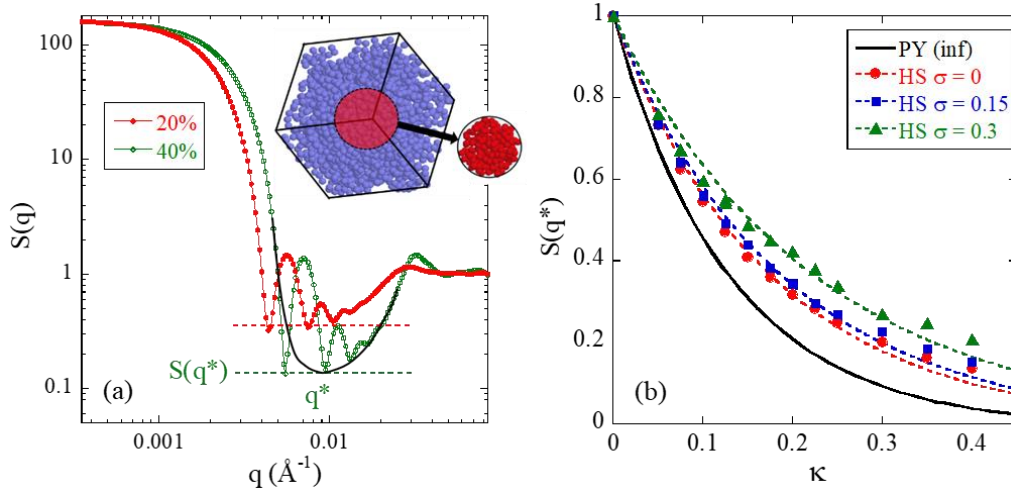 100
10
1
0.1
S(q)
20%
40%
S(q*)
q*
(a)
0.001
0.01
q (Å⁻¹)
1
0.8
0.6
0.4
0.2
0
S(q*)
PY (inf)
HS σ = 0
HS σ = 0.15
HS σ = 0.3
(b)
0
0.1
0.2
0.3
0.4
κ